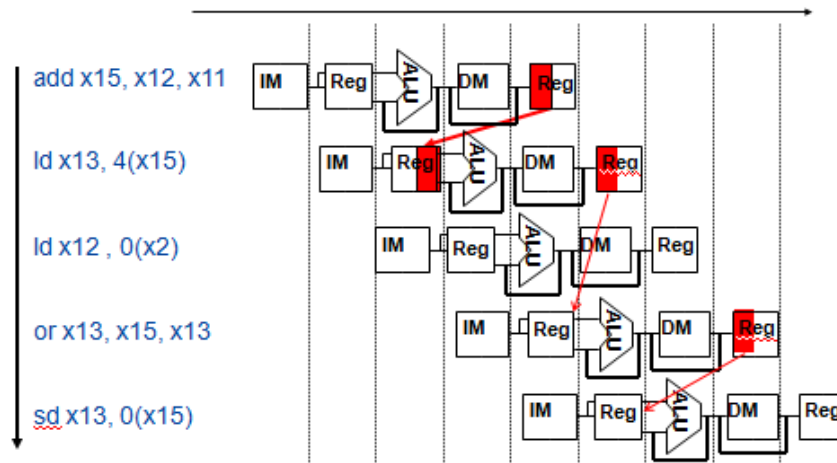 add x15, x12, x11 IM Reg ALU DM Reg
ld x13, 4(x15) IM Reg ALU DM Reg
ld x12 , 0(x2) IM Reg ALU DM Reg
or x13, x15, x13 IM Reg ALU DM Reg
sd x13, 0(x15) IM Reg ALU DM Reg